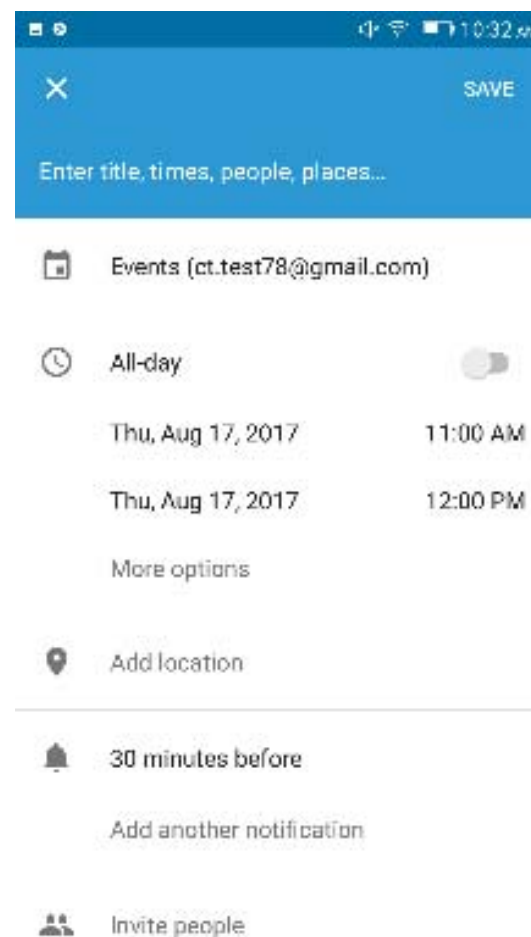 10:32 AM
SAVE
Enter title, times, people, places...
Events (ct.test78@gmail.com)
All-day
Thu, Aug 17, 2017 11:00 AM
Thu, Aug 17, 2017 12:00 PM
More options
Add location
30 minutes before
Add another notification
Invite people